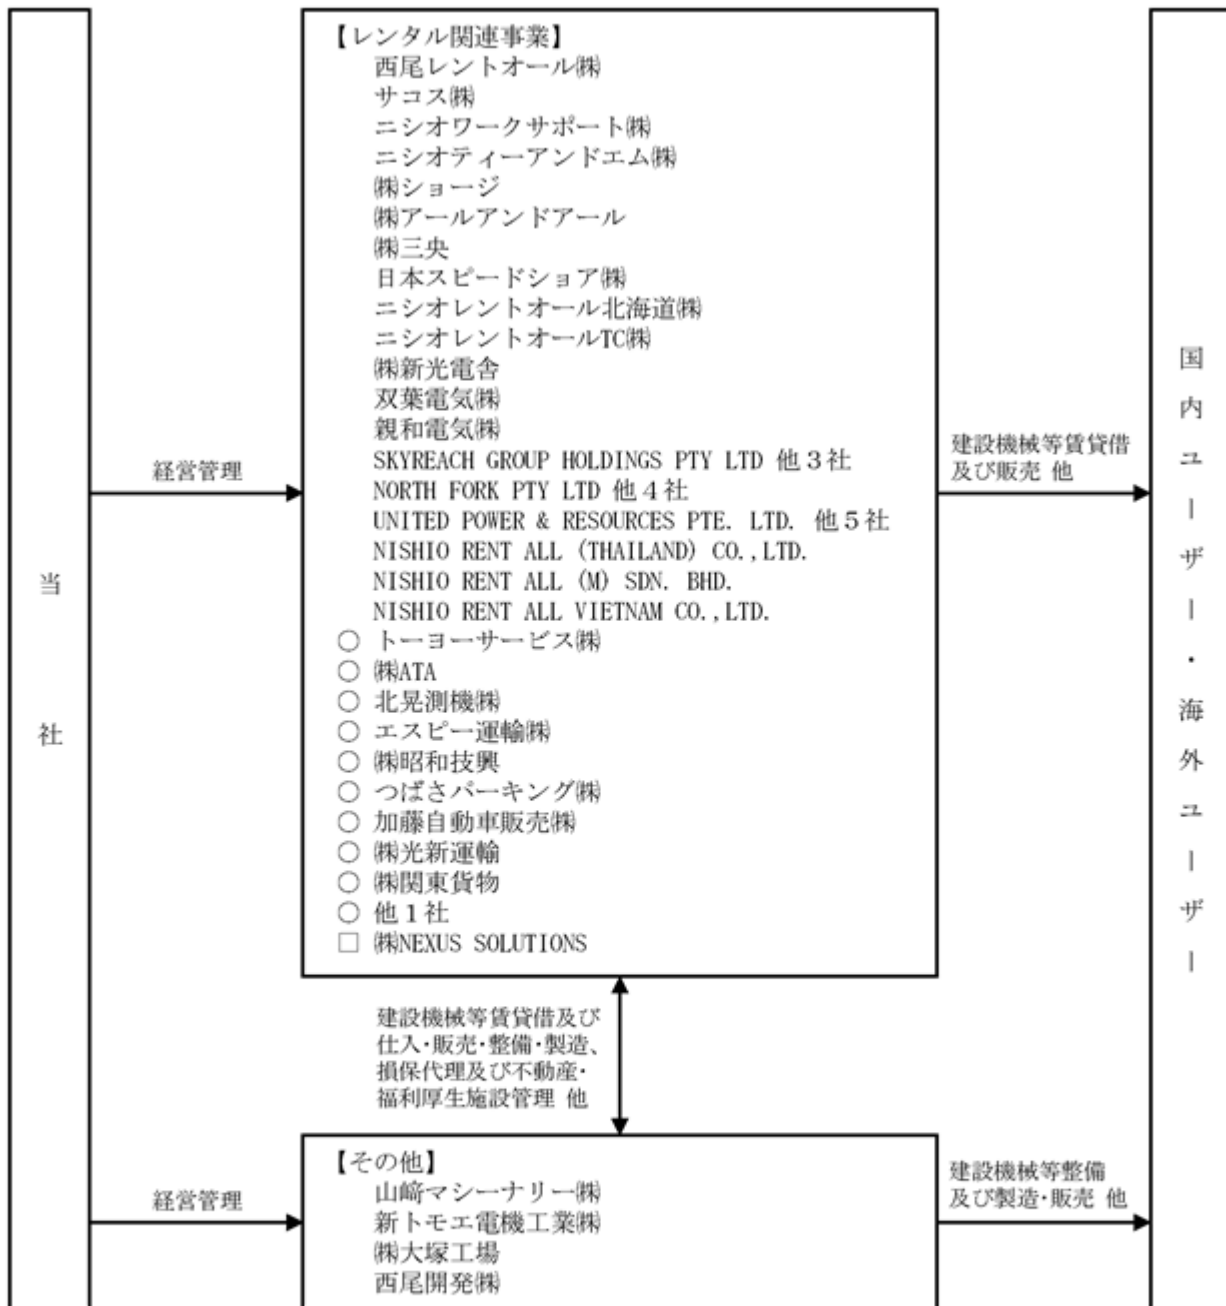 当社
経営管理
【レンタル関連事業】
西尾レントオール㈱
サコス㈱
ニシオワークサポート㈱
ニシオティーアンドエム㈱
㈱ショージ
㈱アールアンドアール
㈱三央
日本スピードショア㈱
ニシオレントオール北海道㈱
ニシオレントオールTC㈱
㈱新光電舎
双葉電気㈱
親和電気㈱
SKYREACH GROUP HOLDINGS PTY LTD 他３社
NORTH FORK PTY LTD 他４社
UNITED POWER & RESOURCES PTE. LTD. 他５社
NISHIO RENT ALL (THAILAND) CO.,LTD.
NISHIO RENT ALL (M) SDN. BHD.
NISHIO RENT ALL VIETNAM CO.,LTD.
○ トーヨーサービス㈱
○ ㈱ATA
○ 北晃測機㈱
○ エスピー運輸㈱
○ ㈱昭和技興
○ つばさパーキング㈱
○ 加藤自動車販売㈱
○ ㈱光新運輸
○ ㈱関東貨物
○ 他１社
□ ㈱NEXUS SOLUTIONS
建設機械等賃貸借
及び販売 他
国内ユーザー・海外ユーザー
建設機械等賃貸借及び
仕入・販売・整備・製造、
損保代理及び不動産・
福利厚生施設管理 他
経営管理
【その他】
山﨑マシーナリー㈱
新トモエ電機工業㈱
㈱大塚工場
西尾開発㈱
建設機械等整備
及び製造・販売 他